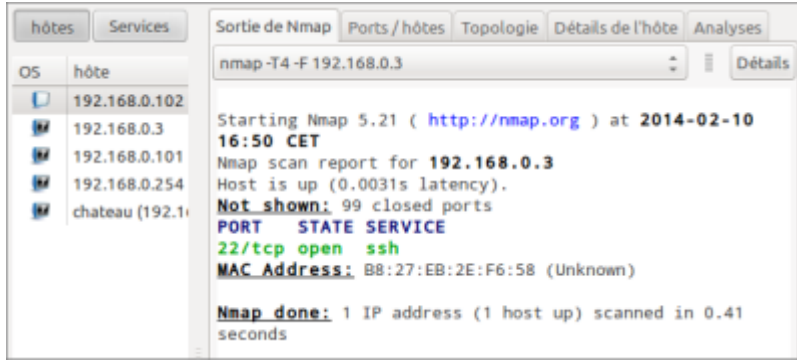 hôtes Services
Sortie de Nmap Ports / hôtes Topologie Détails de l'hôte Analyses
OS hôte
192.168.0.102
192.168.0.3
192.168.0.101
192.168.0.254
chateau (192.1
nmap -T4 -F 192.168.0.3 Détails
Starting Nmap 5.21 ( http://nmap.org ) at 2014-02-10
16:50 CET
Nmap scan report for 192.168.0.3
Host is up (0.0031s latency).
Not shown: 99 closed ports
PORT STATE SERVICE
22/tcp open ssh
MAC Address: B8:27:EB:2E:F6:58 (Unknown)
Nmap done: 1 IP address (1 host up) scanned in 0.41
seconds